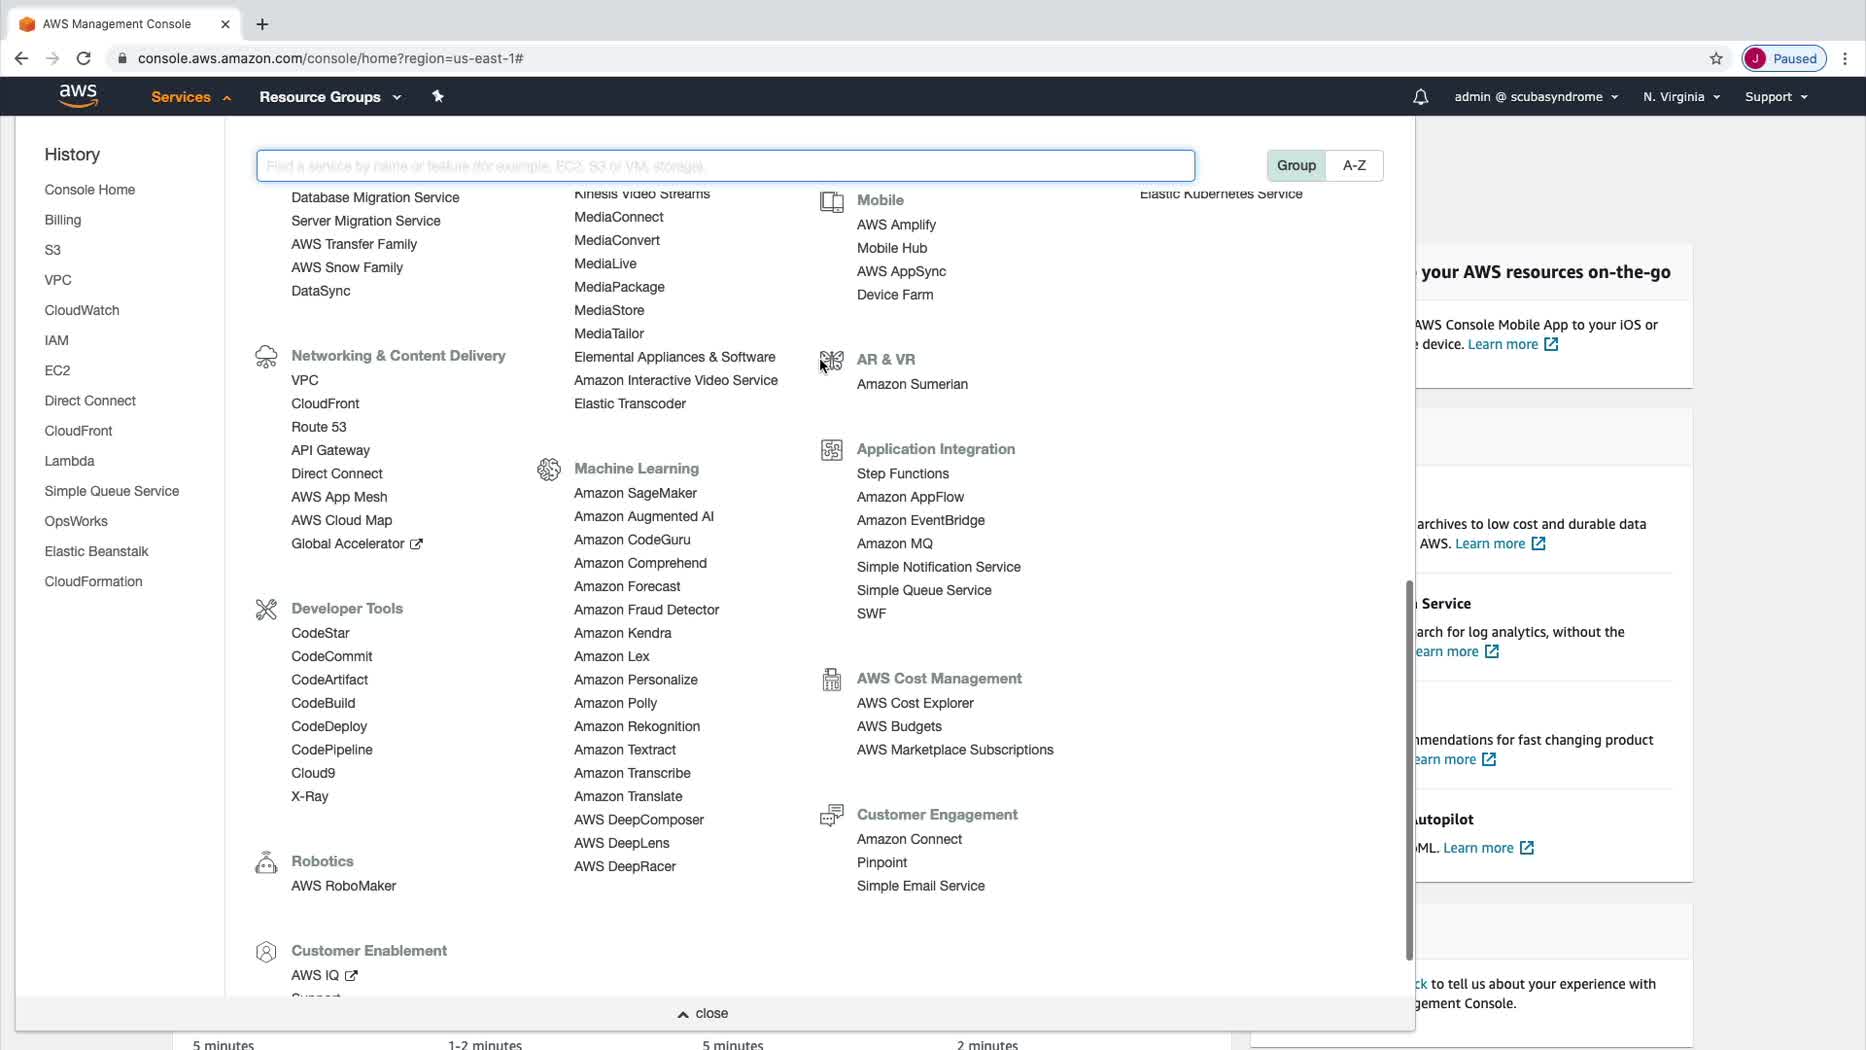 AWS Management Console
console.aws.amazon.com/console/home?region=us-east-1#
J Paused
aws
Services
Resource Groups
admin @ scubasyndrome
N. Virginia
Support
History
Console Home
Billing
S3
VPC
CloudWatch
IAM
EC2
Direct Connect
CloudFront
Lambda
Simple Queue Service
OpsWorks
Elastic Beanstalk
CloudFormation
Find a service by name or feature (for example, EC2, S3 or VM, storage).
Group
A-Z
Database Migration Service
Server Migration Service
AWS Transfer Family
AWS Snow Family
DataSync
Networking & Content Delivery
VPC
CloudFront
Route 53
API Gateway
Direct Connect
AWS App Mesh
AWS Cloud Map
Global Accelerator
Developer Tools
CodeStar
CodeCommit
CodeArtifact
CodeBuild
CodeDeploy
CodePipeline
Cloud9
X-Ray
Robotics
AWS RoboMaker
Customer Enablement
AWS IQ
Support
Kinesis Video Streams
MediaConnect
MediaConvert
MediaLive
MediaPackage
MediaStore
MediaTailor
Elemental Appliances & Software
Amazon Interactive Video Service
Elastic Transcoder
Machine Learning
Amazon SageMaker
Amazon Augmented AI
Amazon CodeGuru
Amazon Comprehend
Amazon Forecast
Amazon Fraud Detector
Amazon Kendra
Amazon Lex
Amazon Personalize
Amazon Polly
Amazon Rekognition
Amazon Textract
Amazon Transcribe
Amazon Translate
AWS DeepComposer
AWS DeepLens
AWS DeepRacer
Mobile
AWS Amplify
Mobile Hub
AWS AppSync
Device Farm
AR & VR
Amazon Sumerian
Application Integration
Step Functions
Amazon AppFlow
Amazon EventBridge
Amazon MQ
Simple Notification Service
Simple Queue Service
SWF
AWS Cost Management
AWS Cost Explorer
AWS Budgets
AWS Marketplace Subscriptions
Customer Engagement
Amazon Connect
Pinpoint
Simple Email Service
Elastic Kubernetes Service
close
your AWS resources on-the-go
AWS Console Mobile App to your iOS or
device. Learn more
archives to low cost and durable data
AWS. Learn more
Service
arch for log analytics, without the
earn more
mmendations for fast changing product
earn more
Autopilot
ML. Learn more
ck to tell us about your experience with
gement Console.
5 minutes
1-2 minutes
5 minutes
2 minutes